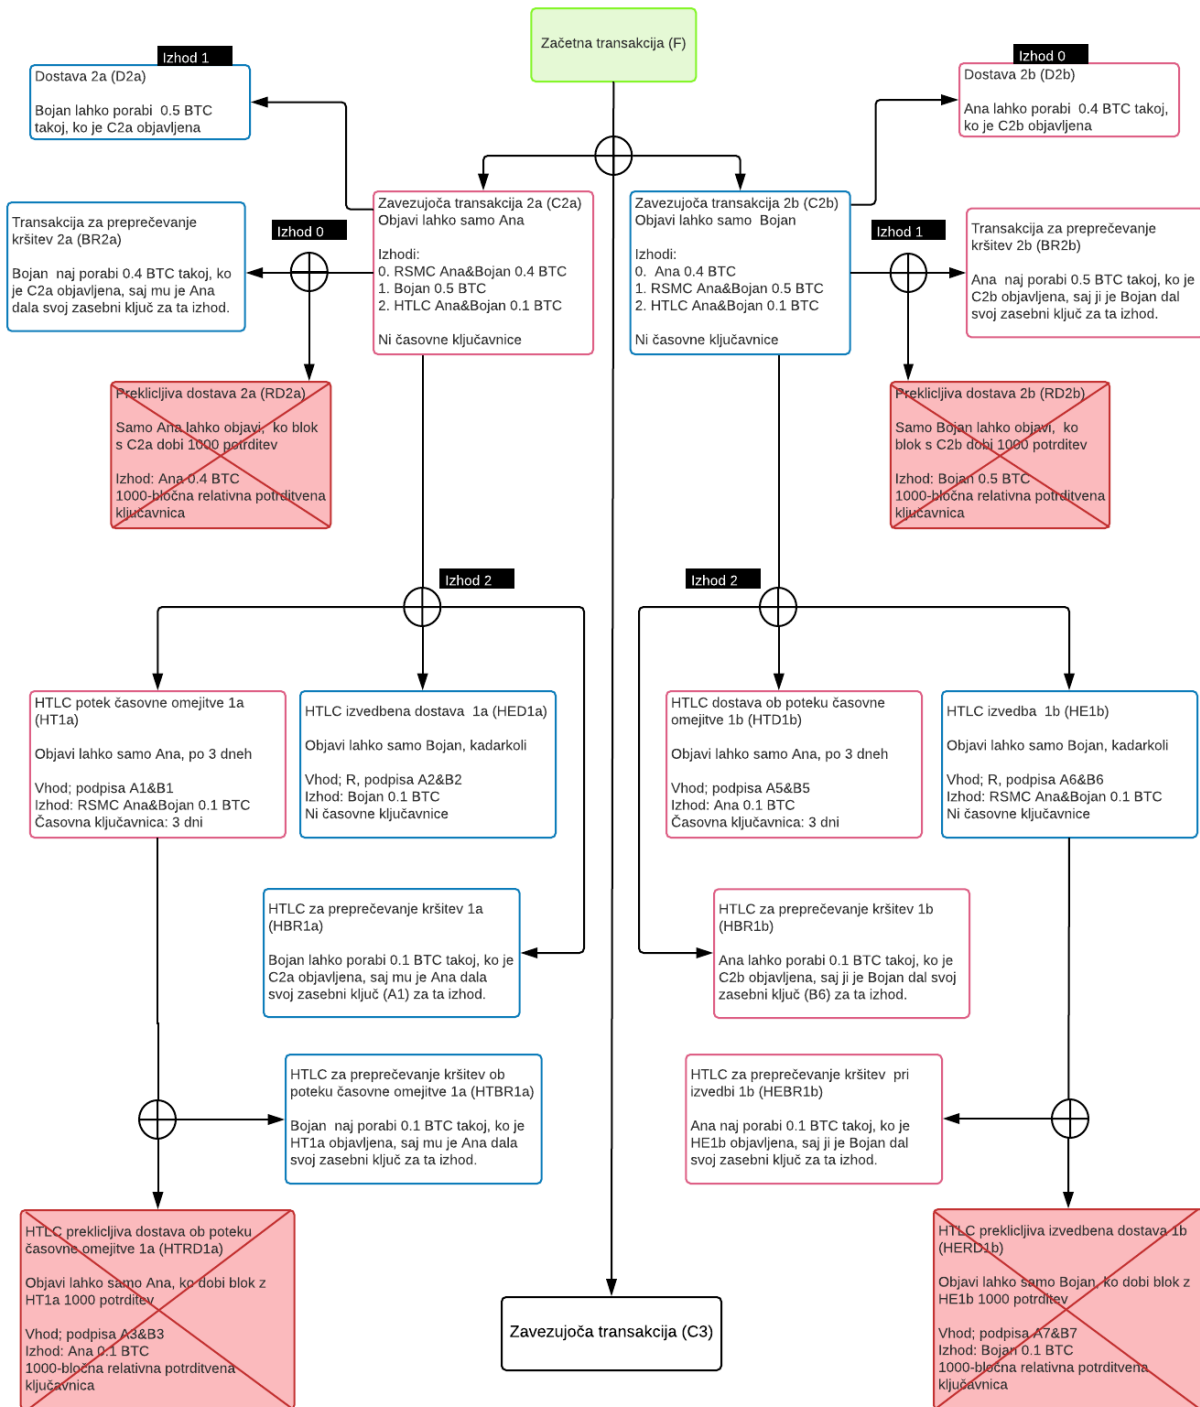 Začetna transakcija (F)
Izhod 1
Dostava 2a (D2a)
Bojan lahko porabi  0.5 BTC
takoj, ko je C2a objavljena
Izhod 0
Dostava 2b (D2b)
Ana lahko porabi  0.4 BTC takoj,
ko je C2b objavljena
Transakcija za preprečevanje
kršitev 2a (BR2a)
Bojan  naj porabi 0.4 BTC takoj, ko
je C2a objavljena, saj mu je Ana
dala svoj zasebni ključ za ta izhod.
Izhod 0
Zavezujoča transakcija 2a (C2a)
Objavi lahko samo Ana
Izhodi:
0. RSMC Ana&Bojan 0.4 BTC
1. Bojan 0.5 BTC
2. HTLC Ana&Bojan 0.1 BTC
Ni časovne ključavnice
Zavezujoča transakcija 2b (C2b)
Objavi lahko samo  Bojan
Izhodi:
0.  Ana 0.4 BTC
1. RSMC Ana&Bojan 0.5 BTC
2. HTLC Ana&Bojan 0.1 BTC
Ni časovne ključavnice
Izhod 1
Transakcija za preprečevanje
kršitev 2b (BR2b)
Ana  naj porabi 0.5 BTC takoj, ko je
C2b objavljena, saj ji je Bojan dal
svoj zasebni ključ za ta izhod.
Preklicljiva dostava 2a (RD2a)
Samo Ana lahko objavi,  ko blok
s C2a dobi 1000 potrditev
Izhod: Ana 0.4 BTC
1000-bločna relativna potrditvena
ključavnica
Preklicljiva dostava 2b (RD2b)
Samo Bojan lahko objavi,  ko
blok s C2b dobi 1000 potrditev
Izhod: Bojan 0.5 BTC
1000-bločna relativna potrditvena
ključavnica
Izhod 2
Izhod 2
HTLC potek časovne omejitve 1a
(HT1a)
Objavi lahko samo Ana, po 3 dneh
Vhod; podpisa A1&B1
Izhod: RSMC Ana&Bojan 0.1 BTC
Časovna ključavnica: 3 dni
HTLC izvedbena dostava  1a (HED1a)
Objavi lahko samo Bojan, kadarkoli
Vhod; R, podpisa A2&B2
Izhod: Bojan 0.1 BTC
Ni časovne ključavnice
HTLC dostava ob poteku časovne
omejitve 1b (HTD1b)
Objavi lahko samo Ana, po 3 dneh
Vhod; podpisa A5&B5
Izhod: Ana 0.1 BTC
Časovna ključavnica: 3 dni
HTLC izvedba  1b (HE1b)
Objavi lahko samo Bojan, kadarkoli
Vhod; R, podpisa A6&B6
Izhod: RSMC Ana&Bojan 0.1 BTC
Ni časovne ključavnice
HTLC za preprečevanje kršitev 1a
(HBR1a)
Bojan lahko porabi 0.1 BTC takoj, ko je
C2a objavljena, saj mu je Ana dala
svoj zasebni ključ (A1) za ta izhod.
HTLC za preprečevanje kršitev 1b
(HBR1b)
Ana lahko porabi 0.1 BTC takoj, ko je
C2b objavljena, saj ji je Bojan dal svoj
zasebni ključ (B6) za ta izhod.
HTLC za preprečevanje kršitev ob
poteku časovne omejitve 1a (HTBR1a)
Bojan  naj porabi 0.1 BTC takoj, ko je
HT1a objavljena, saj mu je Ana dala
svoj zasebni ključ za ta izhod.
HTLC za preprečevanje kršitev  pri
izvedbi 1b (HEBR1b)
Ana naj porabi 0.1 BTC takoj, ko je
HE1b objavljena, saj ji je Bojan dal
svoj zasebni ključ za ta izhod.
HTLC preklicljiva dostava ob poteku
časovne omejitve 1a (HTRD1a)
Objavi lahko samo Ana, ko dobi blok z
HT1a 1000 potrditev
Vhod; podpisa A3&B3
Izhod: Ana 0.1 BTC
1000-bločna relativna potrditvena
ključavnica
Zavezujoča transakcija (C3)
HTLC preklicljiva izvedbena dostava 1b
(HERD1b)
Objavi lahko samo Bojan, ko dobi blok z
HE1b 1000 potrditev
Vhod; podpisa A7&B7
Izhod: Bojan 0.1 BTC
1000-bločna relativna potrditvena
ključavnica